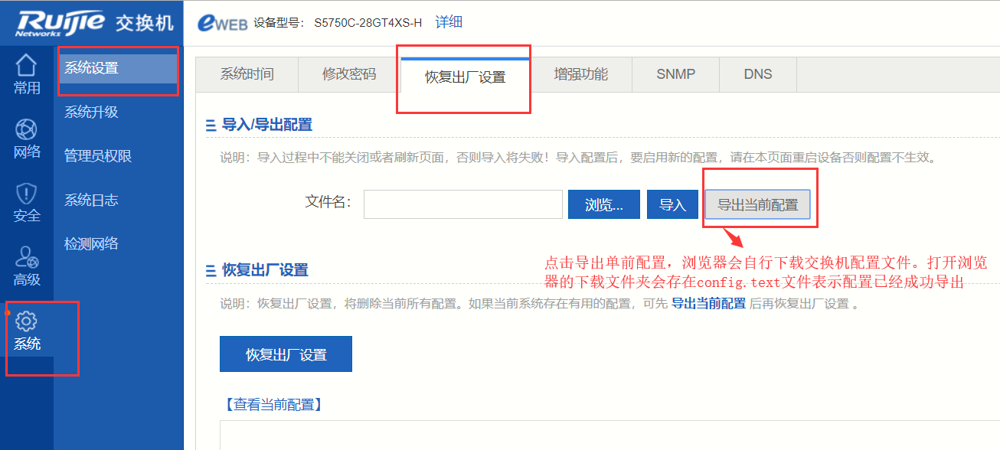 Ruijie Networks 交换机
eWEB 设备型号： S5750C-28GT4XS-H 详细
常用
网络
安全
高级
系统
系统设置
系统升级
管理员权限
系统日志
检测网络
系统时间 修改密码 恢复出厂设置 增强功能 SNMP DNS
导入/导出配置
说明：导入过程中不能关闭或者刷新页面，否则导入将失败！导入配置后，要启用新的配置，请在本页面重启设备否则配置不生效。
文件名： 浏览... 导入 导出当前配置
点击导出单前配置，浏览器会自行下载交换机配置文件。打开浏览
器的下载文件夹会存在config.text文件表示配置已经成功导出
恢复出厂设置
说明：恢复出厂设置，将删除当前所有配置。如果当前系统存在有用的配置，可先 导出当前配置 后再恢复出厂设置 。
恢复出厂设置
【查看当前配置】